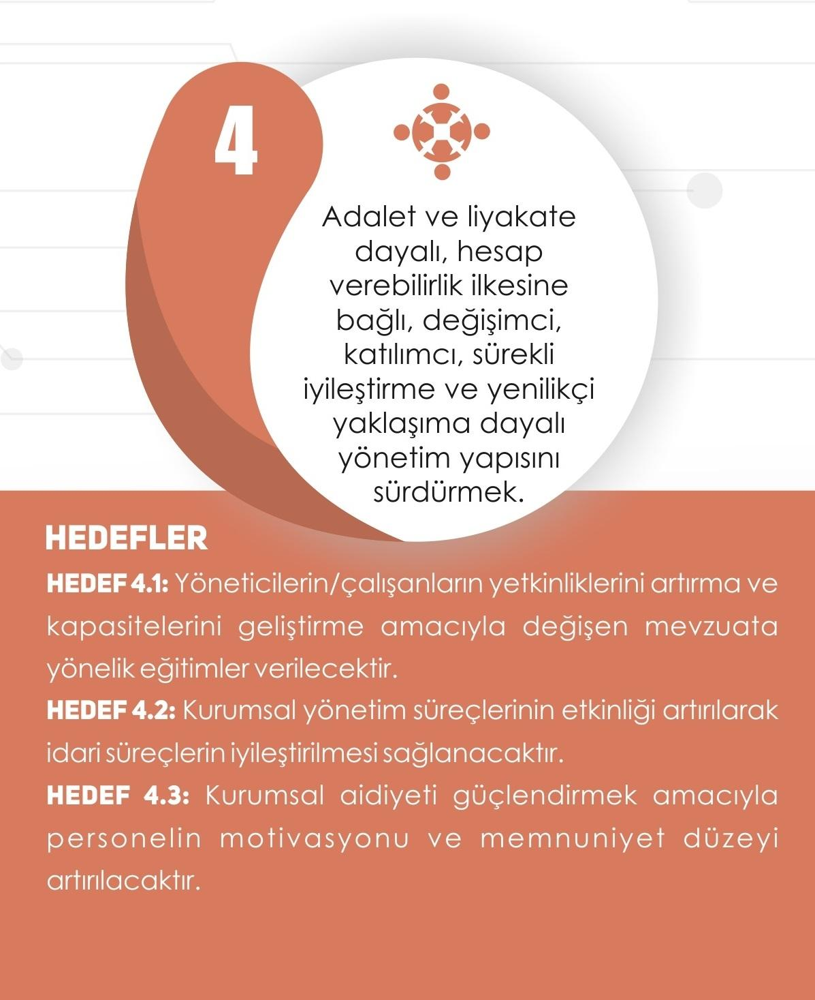 4
Adalet ve liyakate
dayalı, hesap
verebilirlik ilkesine
bağlı, değişimci,
katılımcı, sürekli
iyileştirme ve yenilikçi
yaklaşıma dayalı
yönetim yapısını
sürdürmek.
HEDEFLER
HEDEF 4.1: Yöneticilerin/çalışanların yetkinliklerini artırma ve
kapasitelerini geliştirme amacıyla değişen mevzuata
yönelik eğitimler verilecektir.
HEDEF 4.2: Kurumsal yönetim süreçlerinin etkinliği artırılarak
idari süreçlerin iyileştirilmesi sağlanacaktır.
HEDEF 4.3: Kurumsal aidiyeti güçlendirmek amacıyla
personelin motivasyonu ve memnuniyet düzeyi
artırılacaktır.